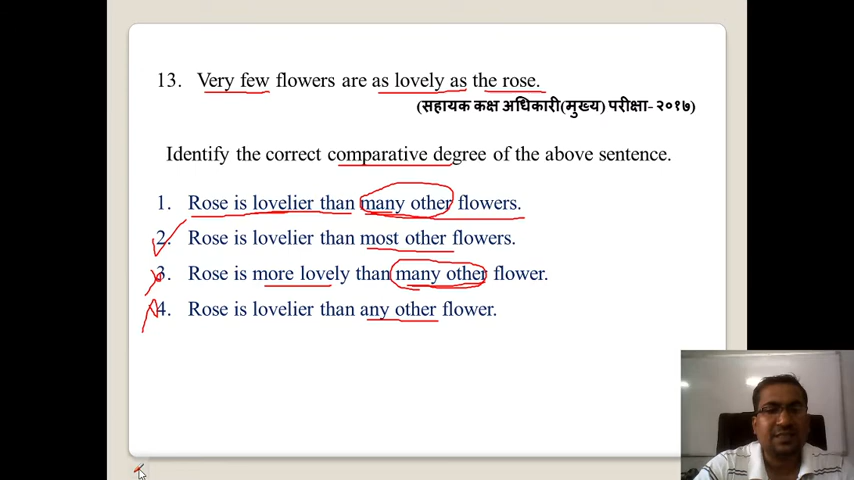 13. Very few flowers are as lovely as the rose.
(सहायक कक्ष अधिकारी(मुख्य) परीक्षा-२०१७)
Identify the correct comparative degree of the above sentence.
1. Rose is lovelier than many other flowers.
2. Rose is lovelier than most other flowers.
3. Rose is more lovely than many other flower.
4. Rose is lovelier than any other flower.